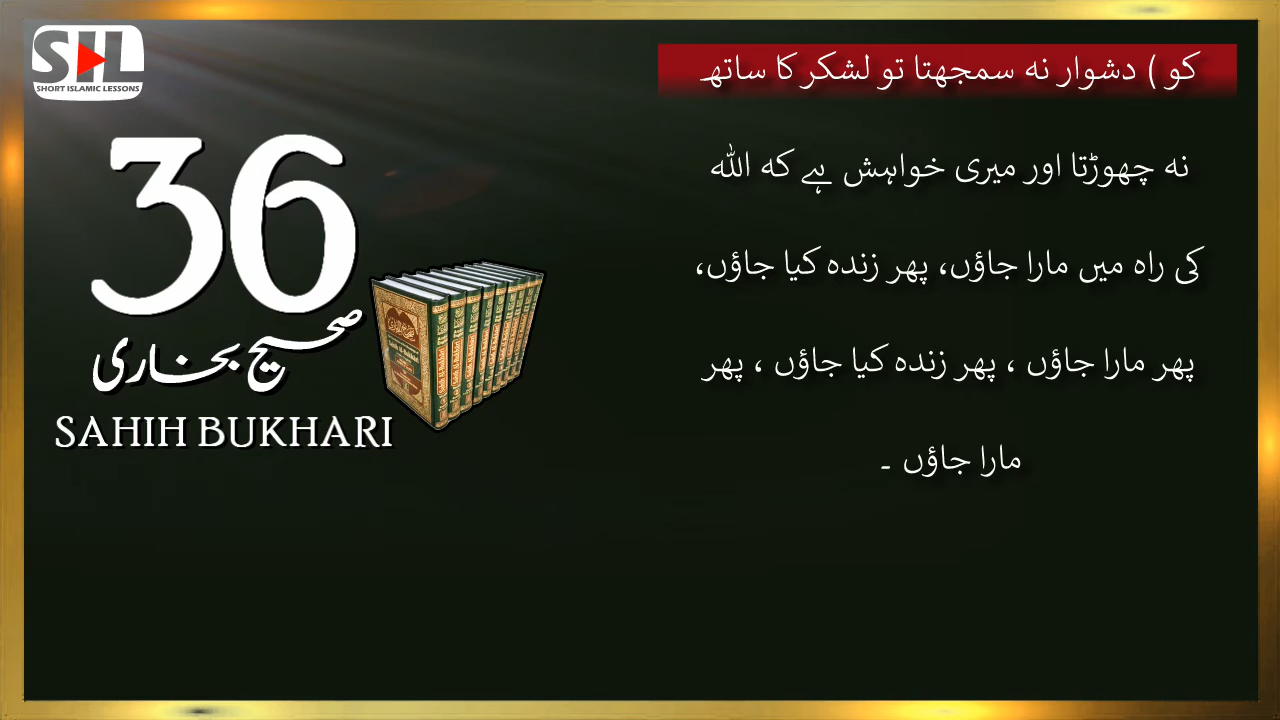 SHL
SHORT ISLAMIC LESSONS
36
صحیح بخاری
SAHIH BUKHARI
کو ) دشوار نہ سمجھتا تو لشکر کا ساتھ
نہ چھوڑتا اور میری خواہش ہے کہ اللہ
کی راہ میں مارا جاؤں، پھر زندہ کیا جاؤں،
پھر مارا جاؤں ، پھر زندہ کیا جاؤں ، پھر
مارا جاؤں ۔